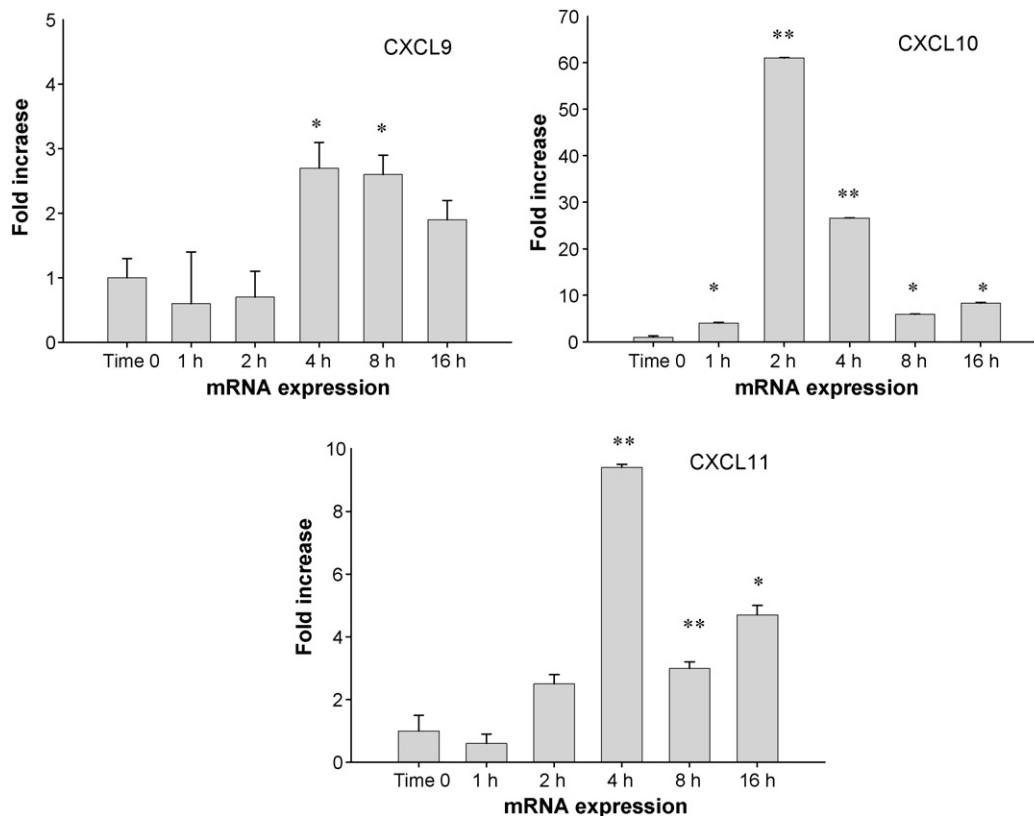 CXCL9
Fold incraese
5
4
3
2
1
0
*
*
Time 0 1 h 2 h 4 h 8 h 16 h
mRNA expression
CXCL10
Fold increase
70
60
50
40
30
20
10
0
*
**
**
*
*
Time 0 1 h 2 h 4 h 8 h 16 h
mRNA expression
CXCL11
Fold increase
10
8
6
4
2
0
**
**
*
Time 0 1 h 2 h 4 h 8 h 16 h
mRNA expression